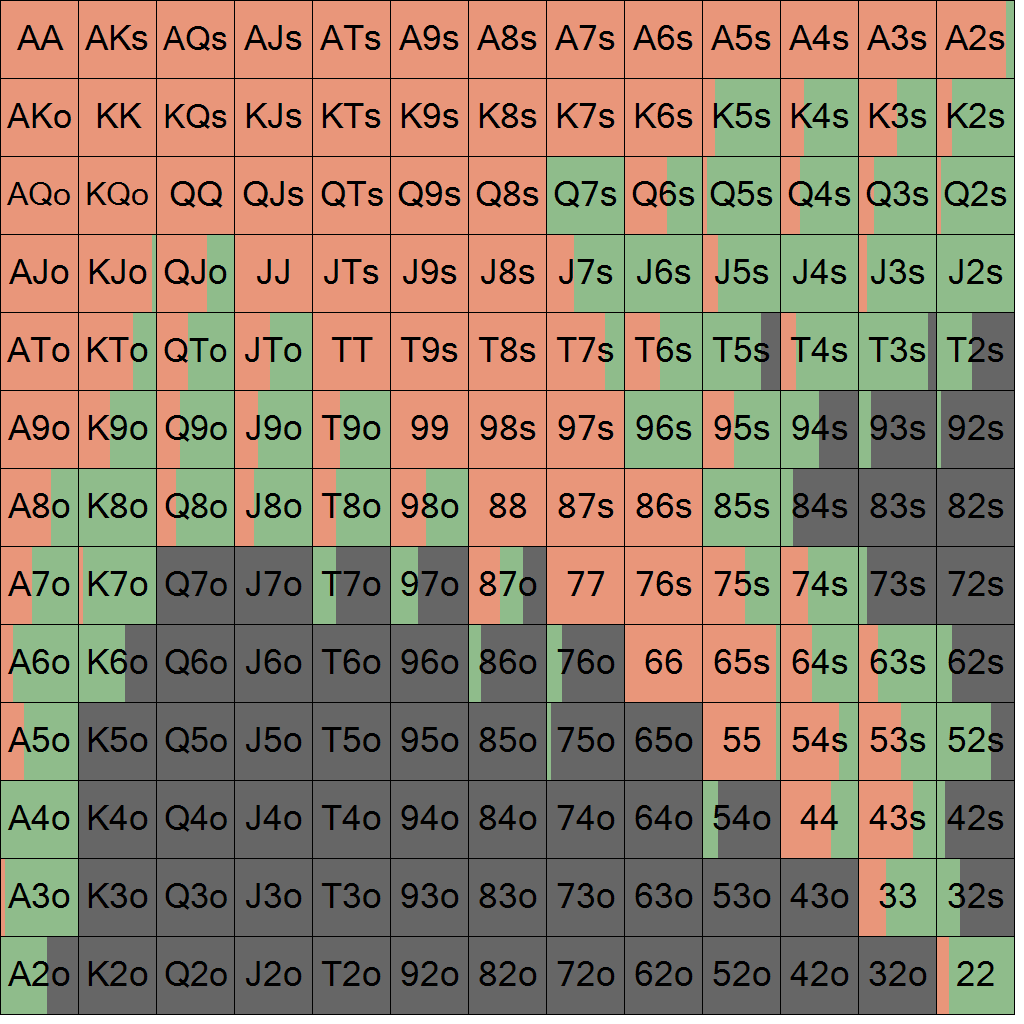 AA AKs AQs AJs ATs A9s A8s A7s A6s A5s A4s A3s A2s
AKo KK KQs KJs KTs K9s K8s K7s K6s K5s K4s K3s K2s
AQo KQo QQ QJs QTs Q9s Q8s Q7s Q6s Q5s Q4s Q3s Q2s
AJo KJo QJo JJ JTs J9s J8s J7s J6s J5s J4s J3s J2s
ATo KTo QTo JTo TT T9s T8s T7s T6s T5s T4s T3s T2s
A9o K9o Q9o J9o T9o 99 98s 97s 96s 95s 94s 93s 92s
A8o K8o Q8o J8o T8o 98o 88 87s 86s 85s 84s 83s 82s
A7o K7o Q7o J7o T7o 97o 87o 77 76s 75s 74s 73s 72s
A6o K6o Q6o J6o T6o 96o 86o 76o 66 65s 64s 63s 62s
A5o K5o Q5o J5o T5o 95o 85o 75o 65o 55 54s 53s 52s
A4o K4o Q4o J4o T4o 94o 84o 74o 64o 54o 44 43s 42s
A3o K3o Q3o J3o T3o 93o 83o 73o 63o 53o 43o 33 32s
A2o K2o Q2o J2o T2o 92o 82o 72o 62o 52o 42o 32o 22